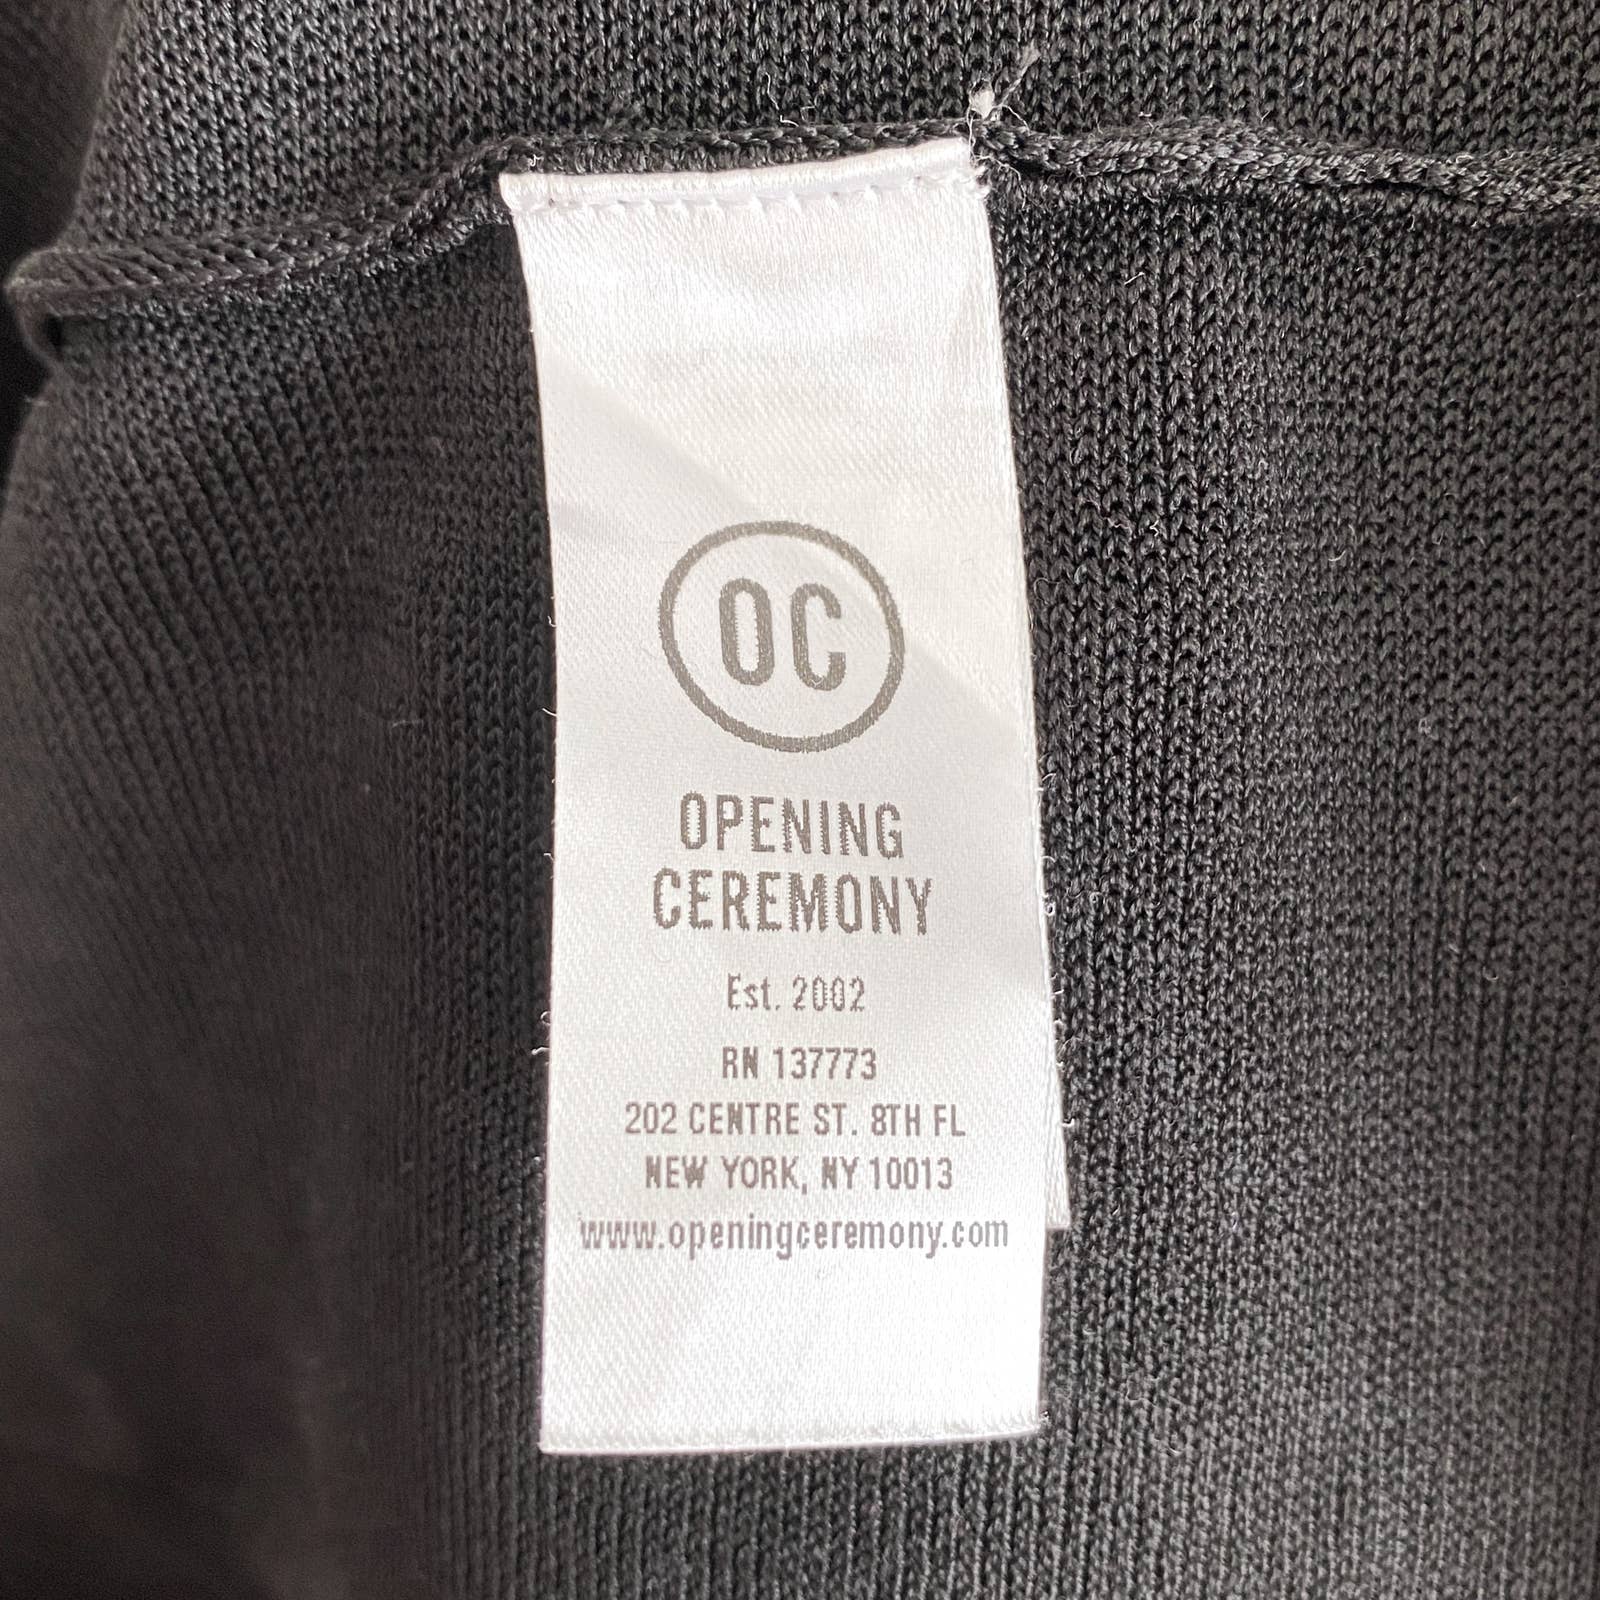 OC
OPENING
CEREMONY
Est. 2002
RN 137773
202 CENTRE ST. 8TH FL
NEW YORK, NY 10013
www.openingceremony.com